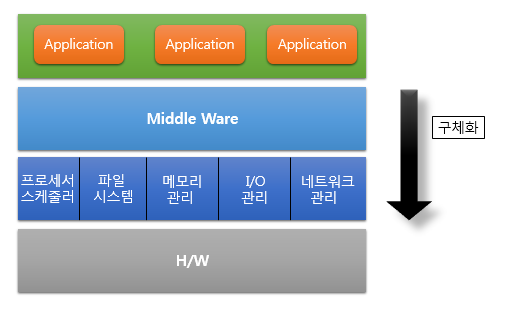 Application Application Application
Middle Ware
구체화
프로세서 파일 메모리 I/O 네트워크
스케줄러 시스템 관리 관리 관리
H/W